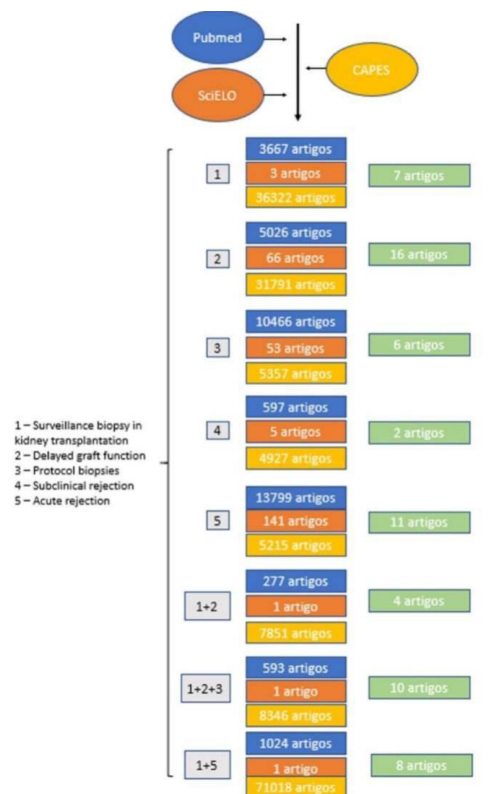 Pubmed
CAPES
SciELO
1
3667 artigos
3 artigos
36322 artigos
7 artigos
2
5026 artigos
66 artigos
31791 artigos
16 artigos
3
10466 artigos
53 artigos
5357 artigos
6 artigos
1 – Surveillance biopsy in
kidney transplantation
2 – Delayed graft function
3 – Protocol biopsies
4 – Subclinical rejection
5 – Acute rejection
4
597 artigos
5 artigos
4927 artigos
2 artigos
5
13799 artigos
141 artigos
5215 artigos
11 artigos
1+2
277 artigos
1 artigo
7851 artigos
4 artigos
1+2+3
593 artigos
1 artigo
8346 artigos
10 artigos
1+5
1024 artigos
1 artigo
71018 artigos
8 artigos